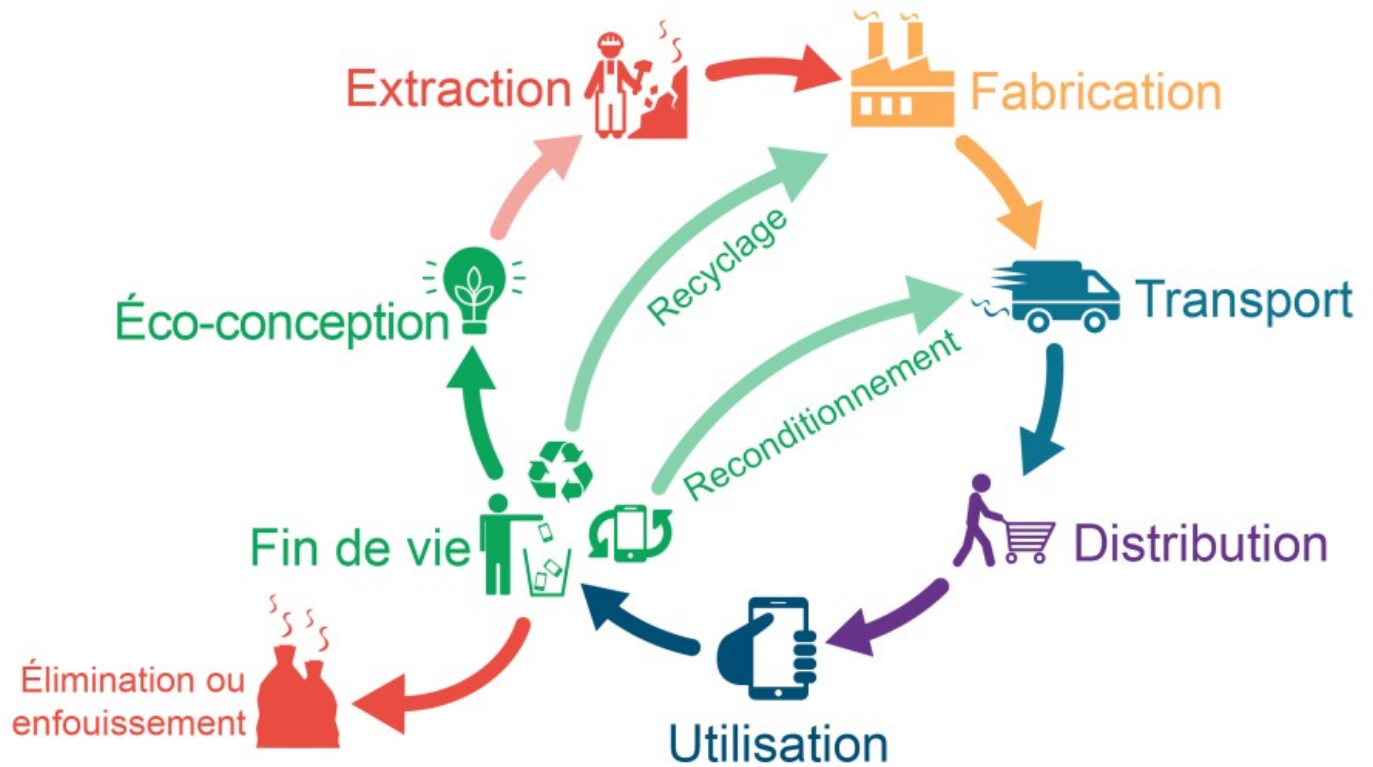 Extraction
Fabrication
Recyclage
Éco-conception
Transport
Reconditionnement
Fin de vie
Distribution
Élimination ou
enfouissement
Utilisation